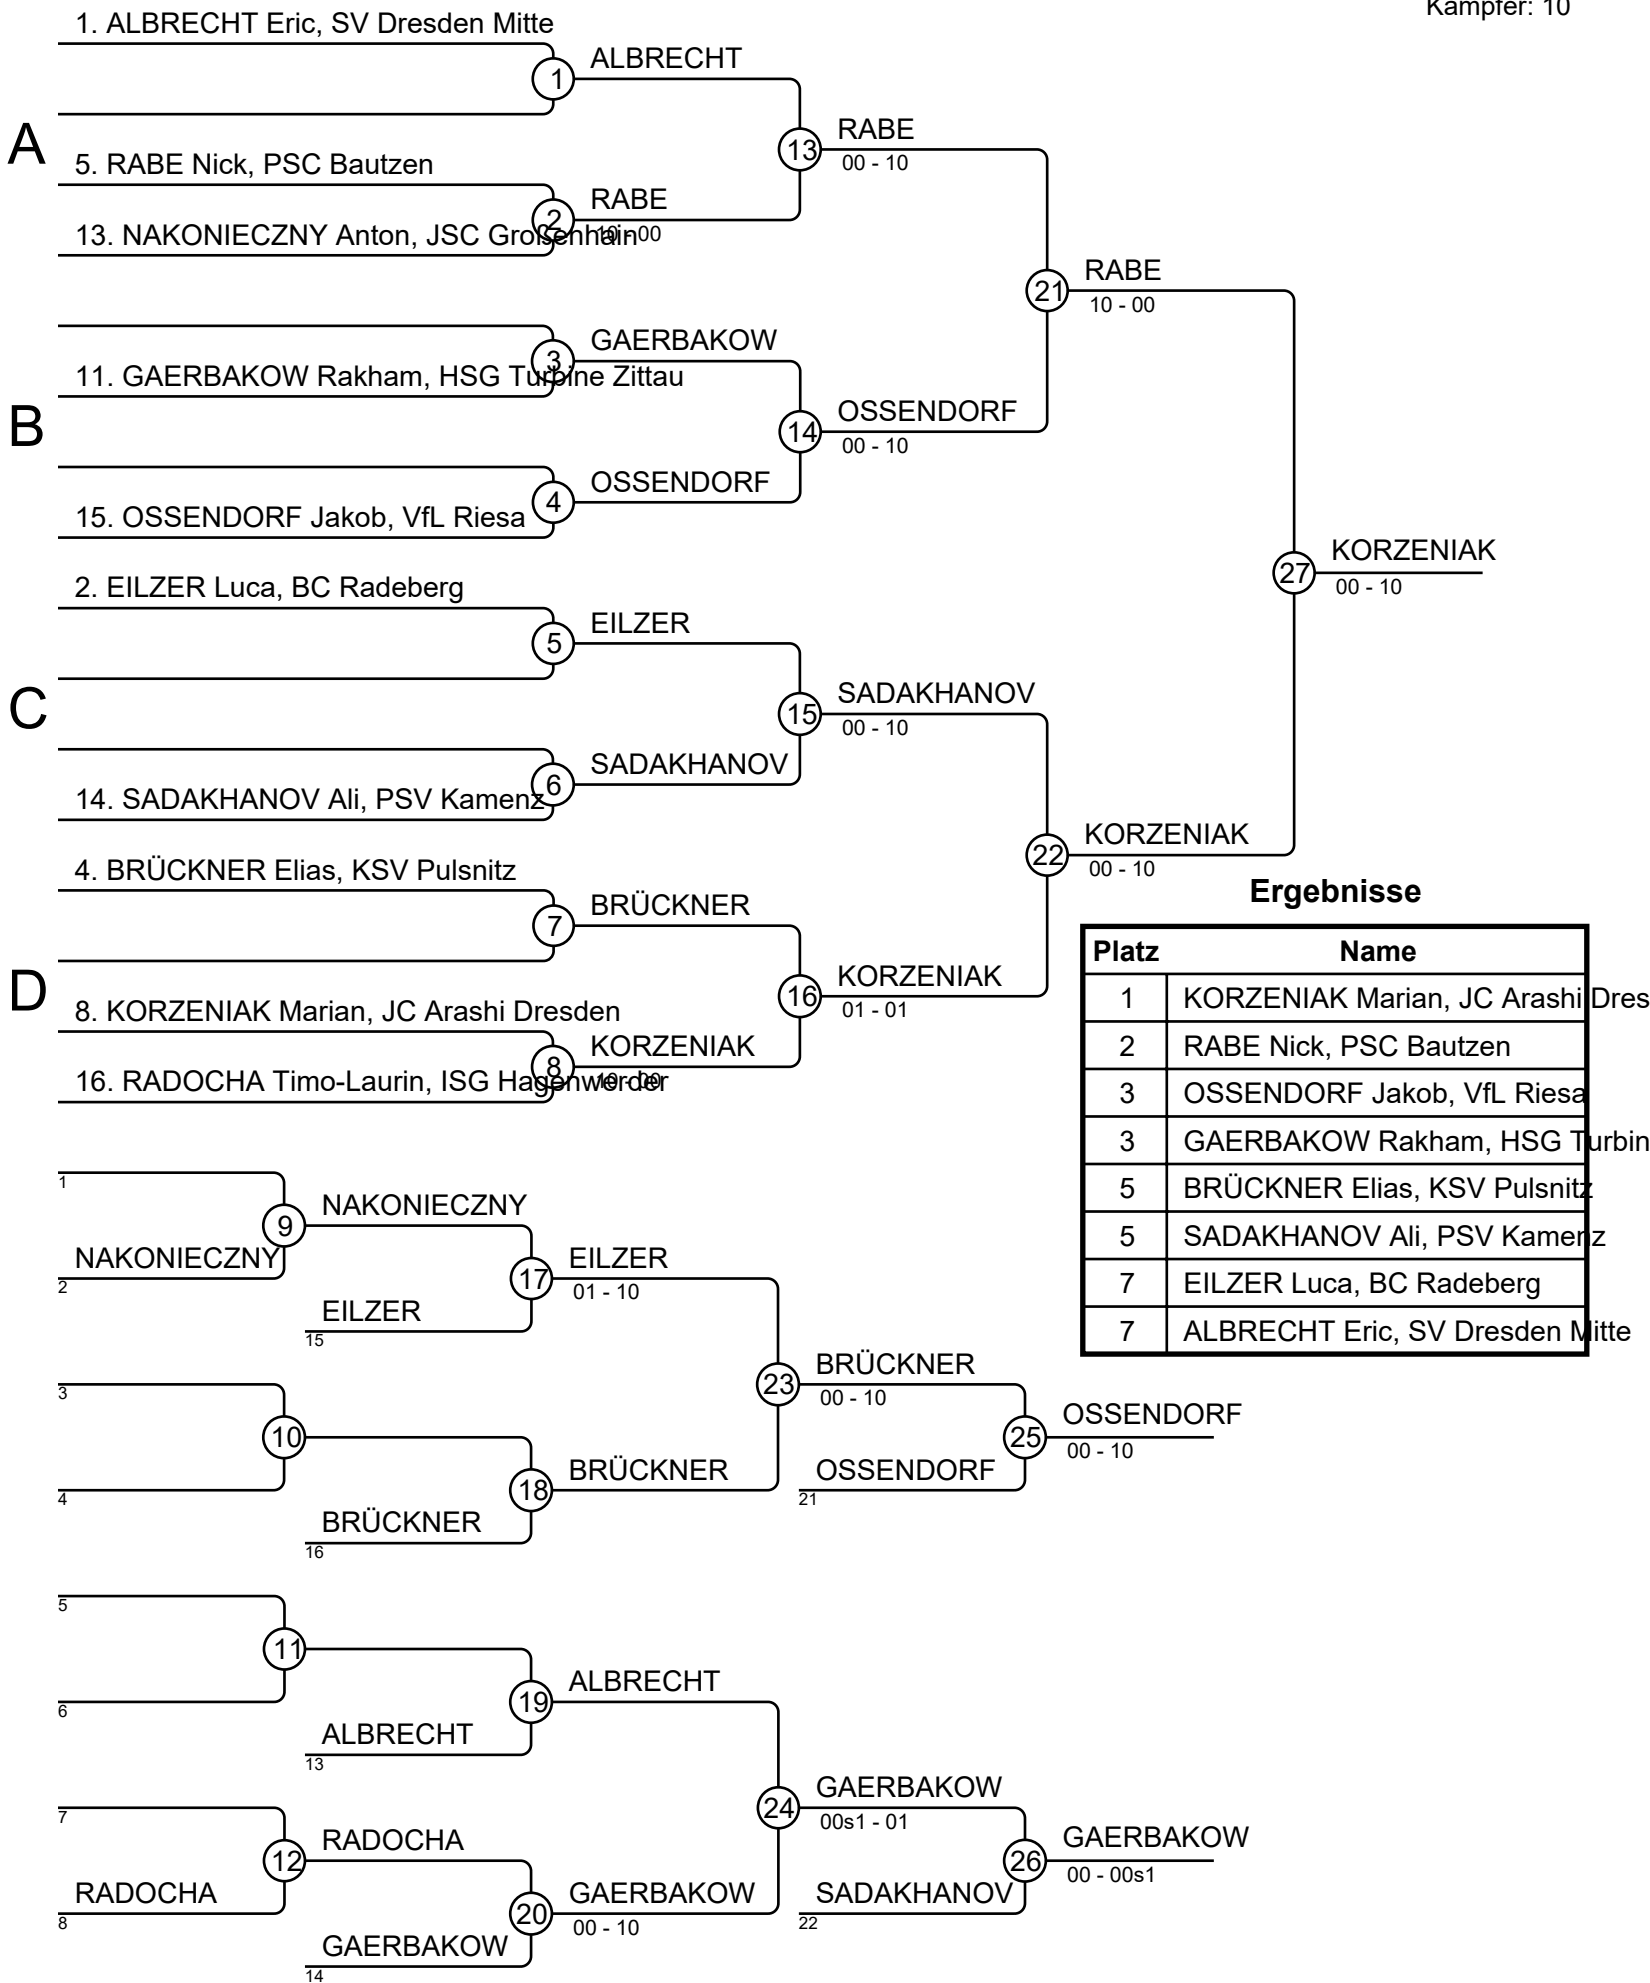 Kämpfer: 10
1. ALBRECHT Eric, SV Dresden Mitte
1
ALBRECHT
A
13
RABE
00 - 10
5. RABE Nick, PSC Bautzen
2
RABE
10 - 00
13. NAKONIECZNY Anton, JSC Großenhain
21
RABE
10 - 00
3
GAERBAKOW
11. GAERBAKOW Rakham, HSG Turbine Zittau
B
14
OSSENDORF
00 - 10
4
OSSENDORF
15. OSSENDORF Jakob, VfL Riesa
27
KORZENIAK
00 - 10
2. EILZER Luca, BC Radeberg
5
EILZER
C
15
SADAKHANOV
00 - 10
6
SADAKHANOV
14. SADAKHANOV Ali, PSV Kamenz
22
KORZENIAK
00 - 10
4. BRÜCKNER Elias, KSV Pulsnitz
7
BRÜCKNER
D
16
KORZENIAK
01 - 01
8. KORZENIAK Marian, JC Arashi Dresden
8
KORZENIAK
10 - 00
16. RADOCHA Timo-Laurin, ISG Hagenwerder
Ergebnisse
Platz Name
1 KORZENIAK Marian, JC Arashi Dres
2 RABE Nick, PSC Bautzen
3 OSSENDORF Jakob, VfL Riesa
3 GAERBAKOW Rakham, HSG Turbin
5 BRÜCKNER Elias, KSV Pulsnitz
5 SADAKHANOV Ali, PSV Kamenz
7 EILZER Luca, BC Radeberg
7 ALBRECHT Eric, SV Dresden Mitte
1
9
NAKONIECZNY
NAKONIECZNY
2
17
EILZER
01 - 10
EILZER
15
3
10
4
18
BRÜCKNER
BRÜCKNER
16
23
BRÜCKNER
00 - 10
25
OSSENDORF
00 - 10
OSSENDORF
21
5
11
6
19
ALBRECHT
ALBRECHT
13
7
12
RADOCHA
RADOCHA
8
20
GAERBAKOW
00 - 10
GAERBAKOW
14
24
GAERBAKOW
00s1 - 01
26
GAERBAKOW
00 - 00s1
SADAKHANOV
22